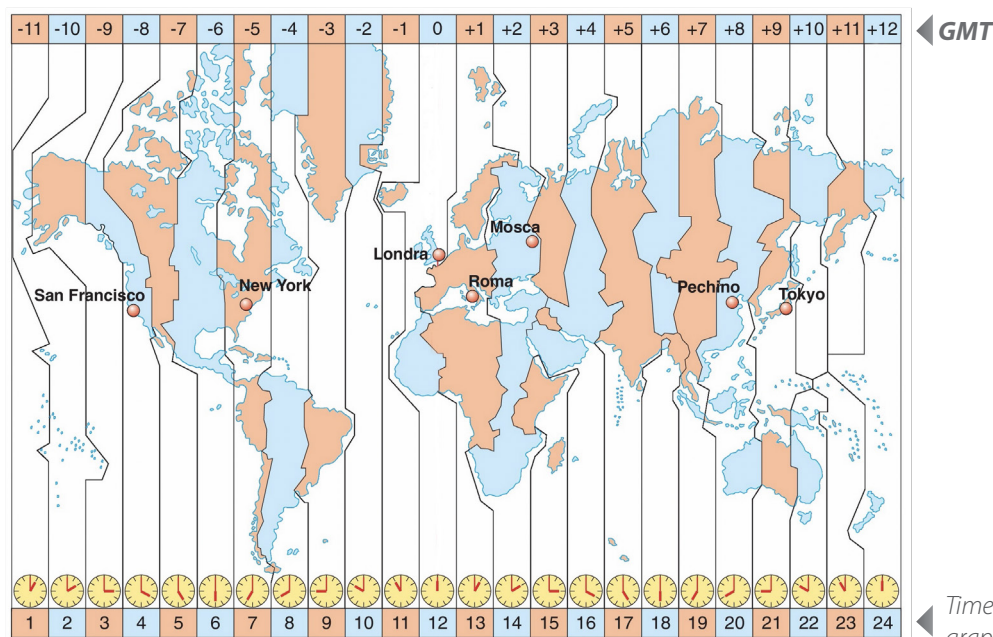 -11 -10 -9 -8 -7 -6 -5 -4 -3 -2 -1 0 +1 +2 +3 +4 +5 +6 +7 +8 +9 +10 +11 +12
GMT
Mosca
Londra
Roma
New York
San Francisco
Pechino
Tokyo
Time
1 2 3 4 5 6 7 8 9 10 11 12 13 14 15 16 17 18 19 20 21 22 23 24